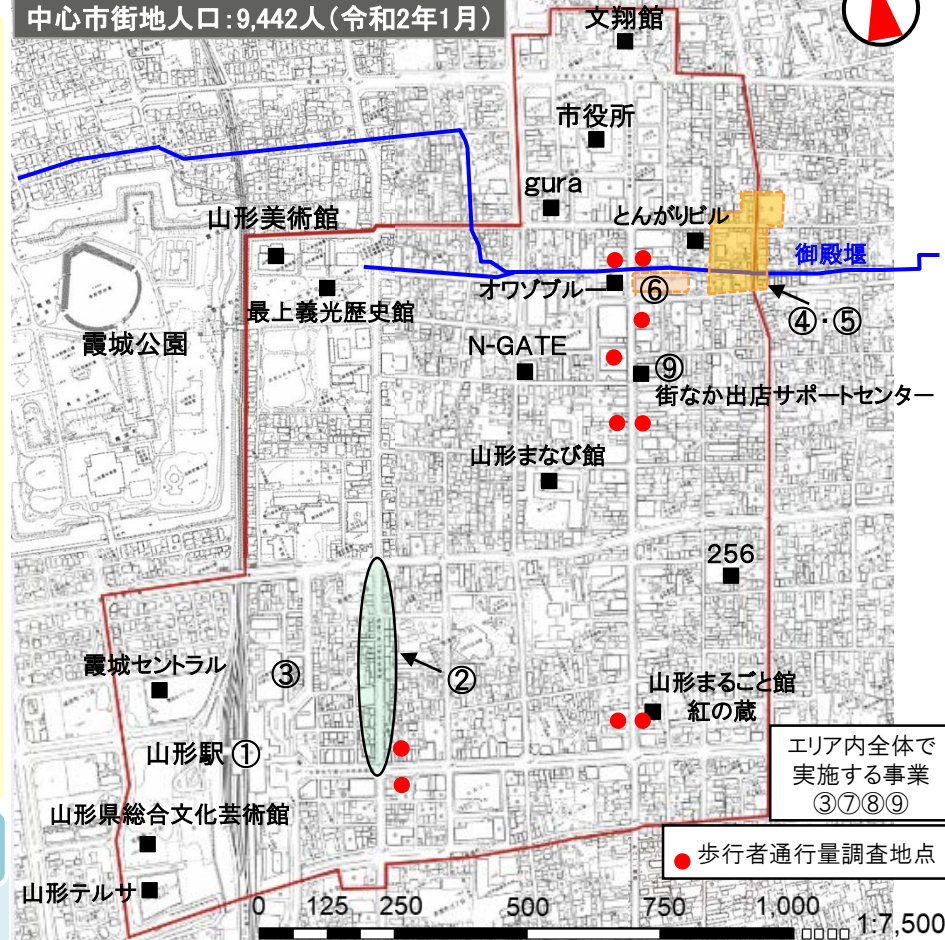 中心市街地人口:9,442人(令和2年1月)
文翔館
市役所
gura
とんがりビル
山形美術館
御殿堰
オワゾブルー
⑥
最上義光歴史館
④・⑤
霞城公園
N-GATE
⑨
街なか出店サポートセンター
山形まなび館
256
霞城セントラル
③
②
山形まるごと館
紅の蔵
山形駅①
エリア内全体で
実施する事業
③⑦⑧⑨
山形県総合文化芸術館
歩行者通行量調査地点
山形テルサ
0 125 250 500 750 1,000
1:7,500